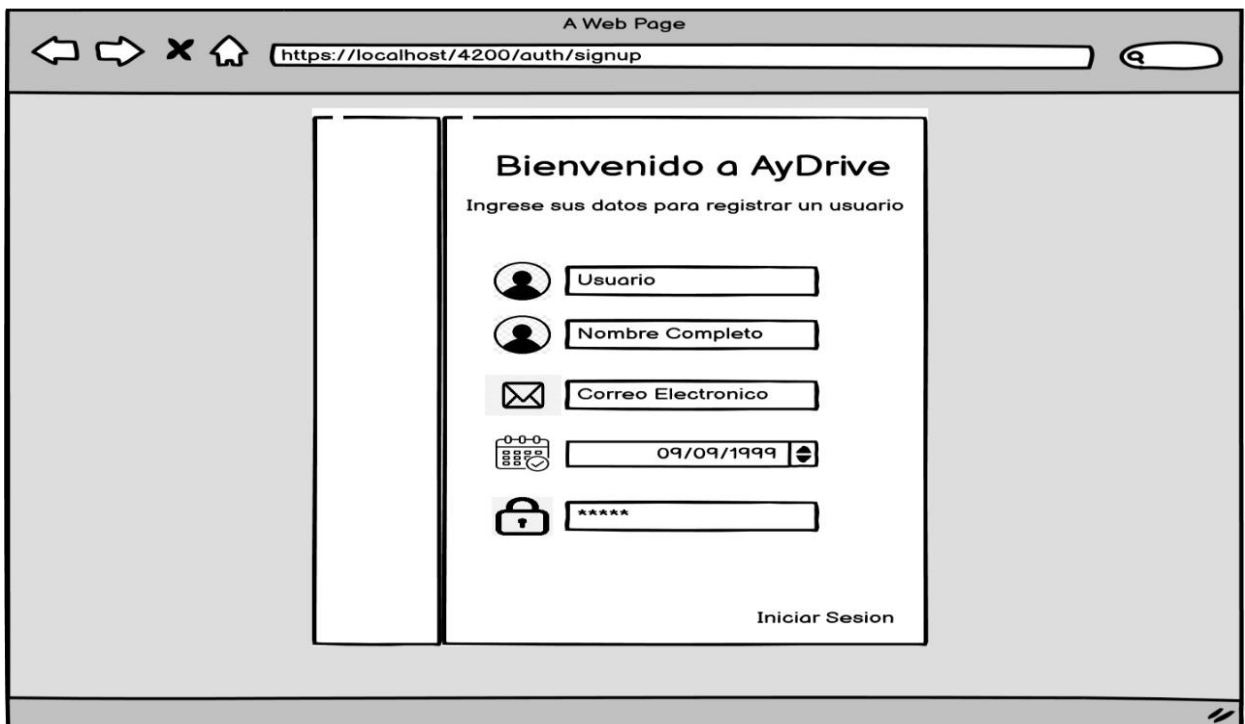 A Web Page
https://localhost/4200/auth/signup
Bienvenido a AyDrive
Ingrese sus datos para registrar un usuario
Usuario
Nombre Completo
Correo Electronico
09/09/1999
*****
Iniciar Sesion